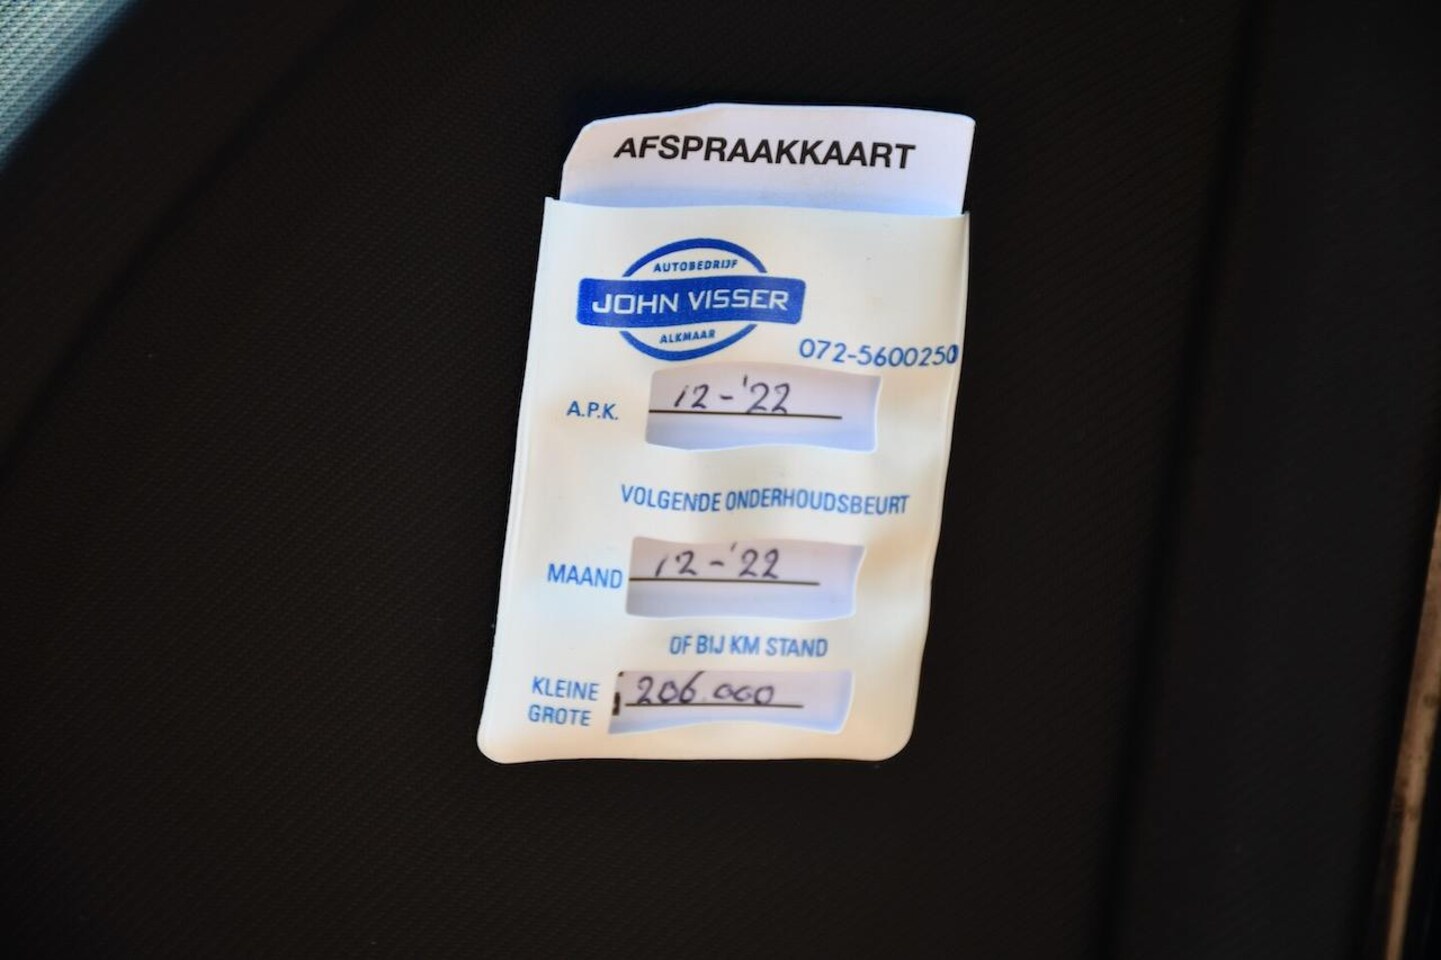 AFSPRAAKKAART
AUTOBEDRIJF
JOHN VISSER
ALKMAAR
072-5600250
A.P.K. 12-'22
VOLGENDE ONDERHOUDSBEURT
MAAND 12-'22
OF BIJ KM STAND
KLEINE 206.000
GROTE